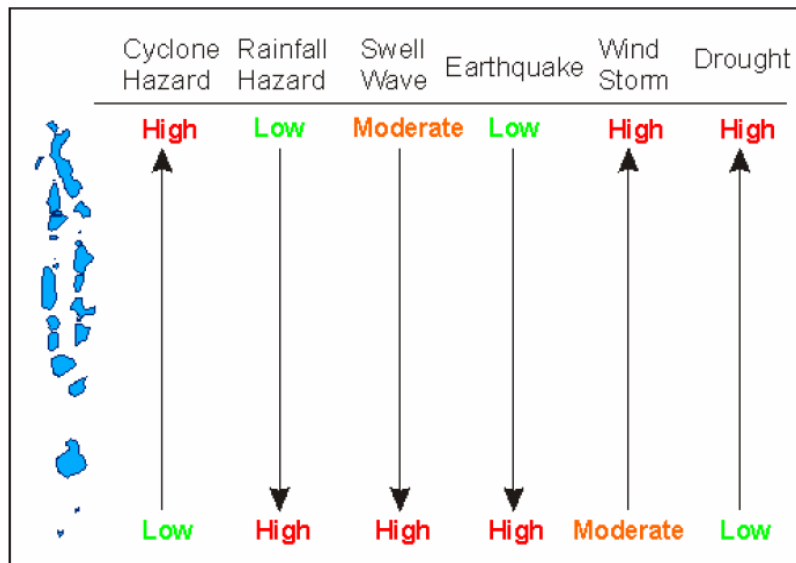 Cyclone Hazard
Rainfall Hazard
Swell Wave
Earthquake
Wind Storm
Drought
High Low Moderate Low High High
Low High High High Moderate Low